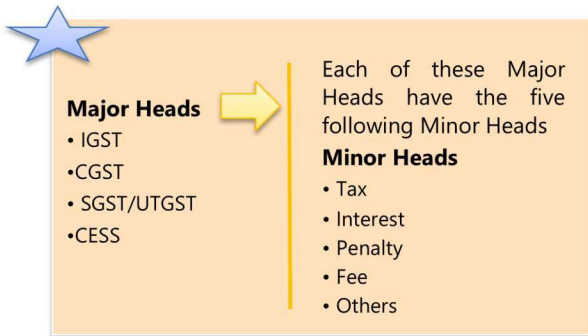 Major Heads
• IGST
•CGST
• SGST/UTGST
•CESS
Each of these Major
Heads have the five
following Minor Heads
Minor Heads
• Tax
• Interest
• Penalty
• Fee
• Others